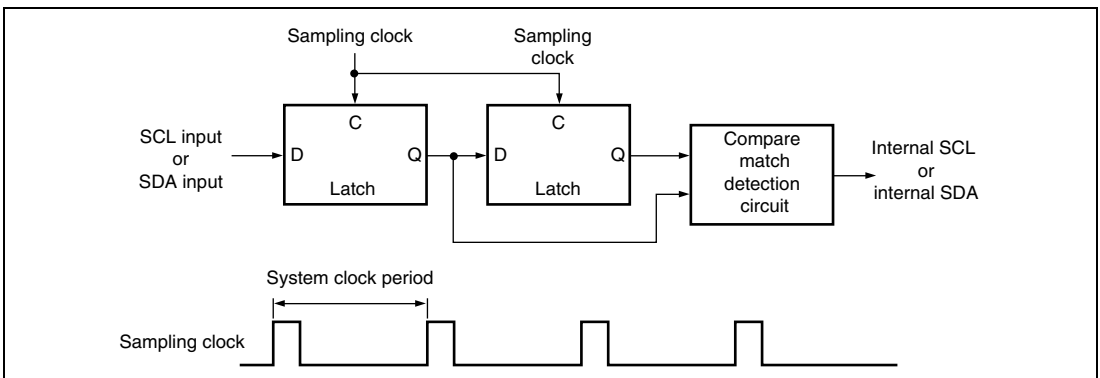 Sampling clock
Sampling
clock
SCL input
or
SDA input
C
D
Q
Latch
C
D
Q
Latch
Compare
match
detection
circuit
Internal SCL
or
internal SDA
System clock period
Sampling clock